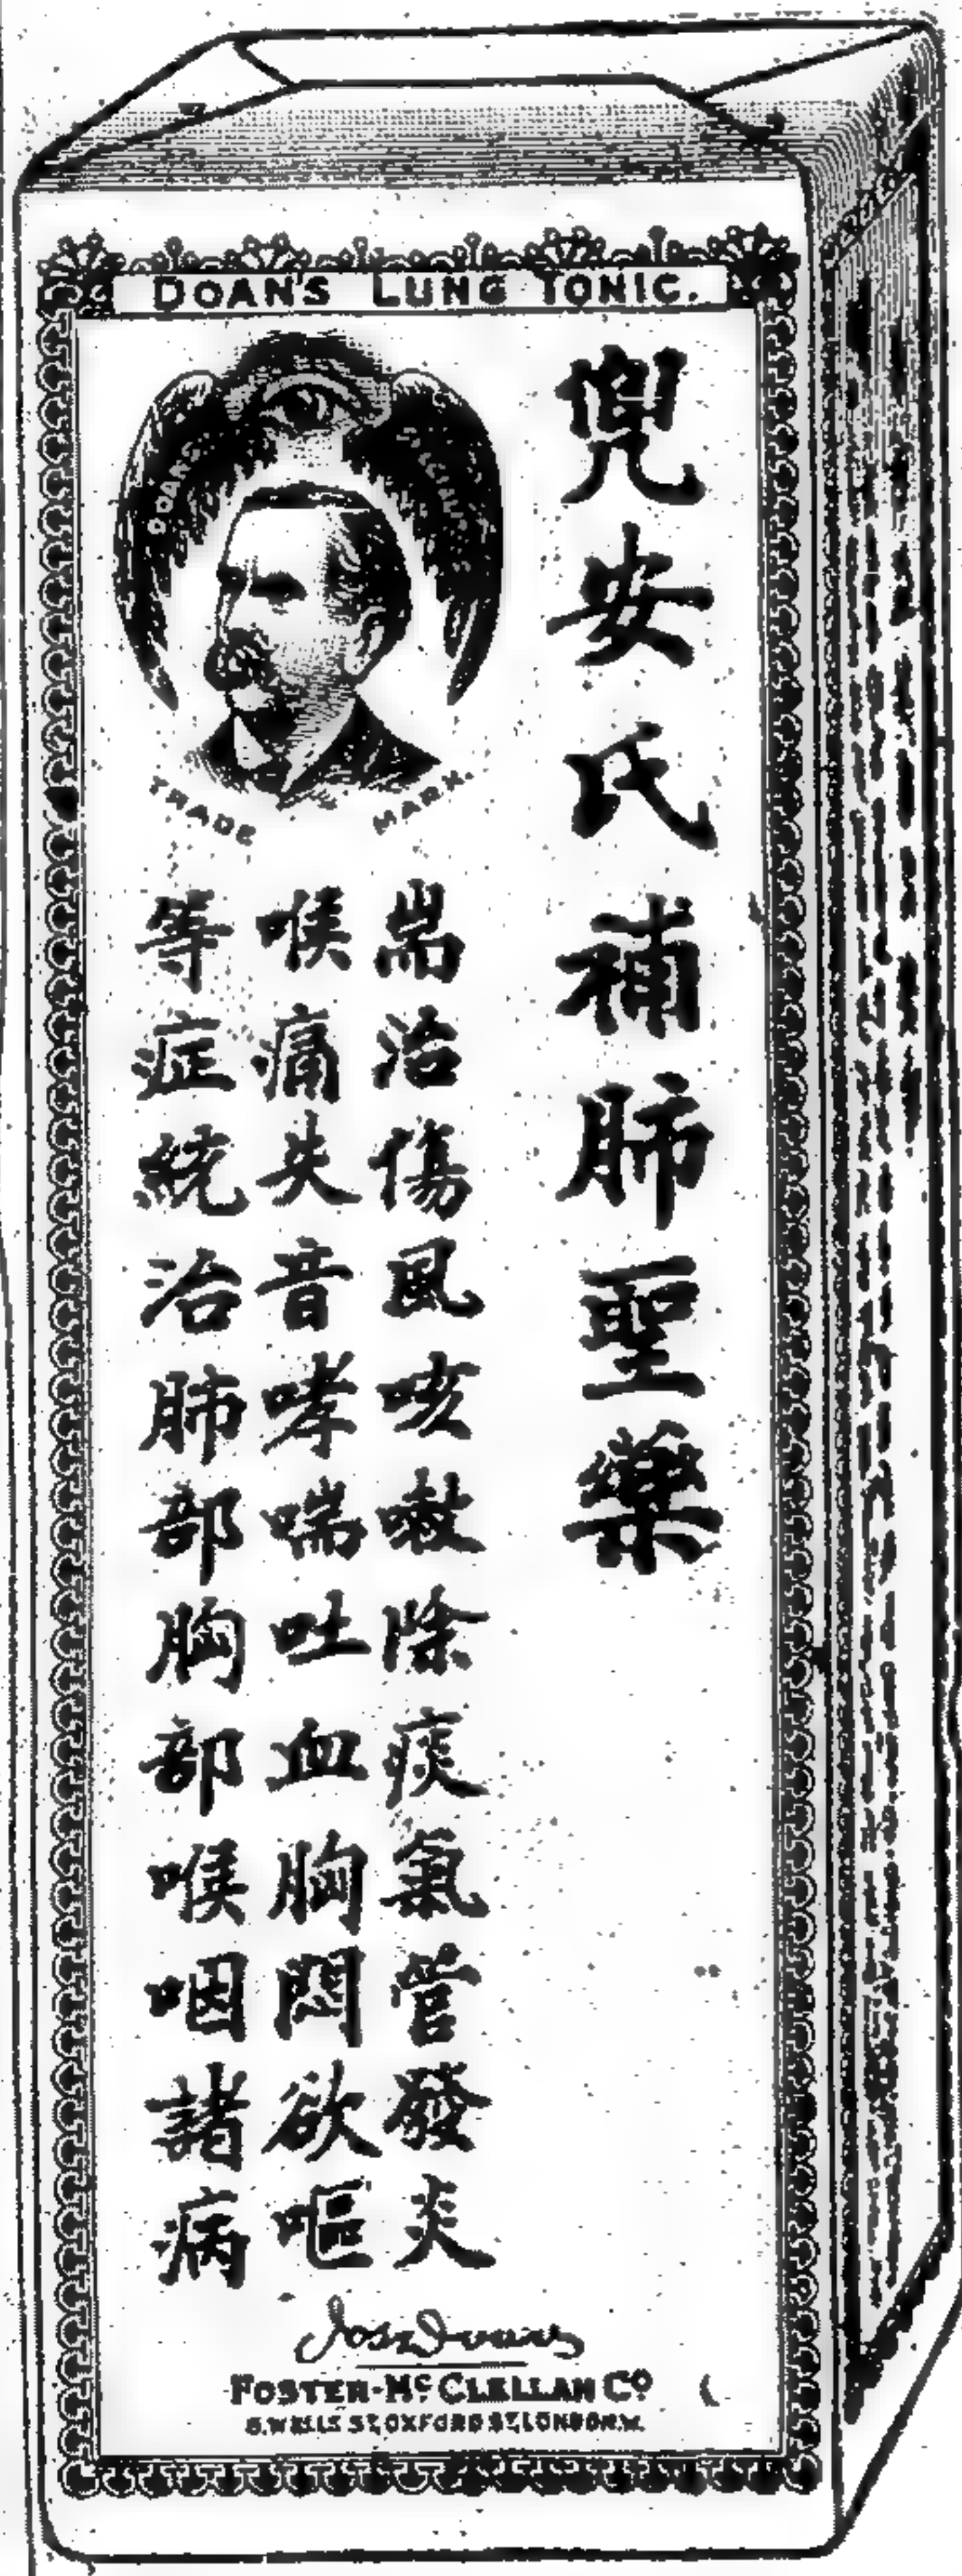 DOAN'S LUNG TONIC.
兜安氏補肺聖藥
耑治傷風咳嗽除痰氣管發炎
喉痛失音哮喘吐血胸悶欲嘔
等症統治肺部胸部喉咽諸病
DOAN'S
TRADE MARK.
FOSTER-McCLELLAN Co
8, WELLS ST, OXFORD ST, LONDON, W.